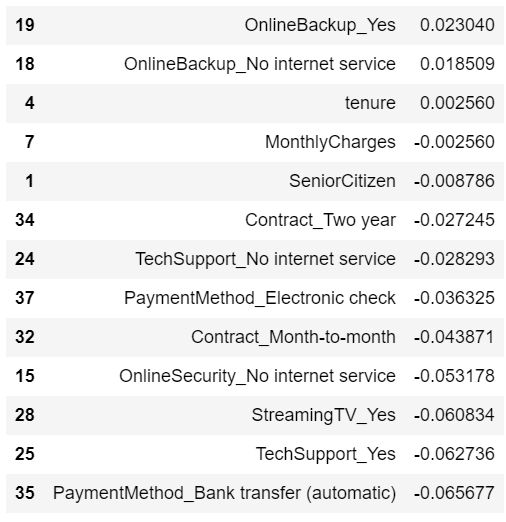 19 OnlineBackup_Yes 0.023040
18 OnlineBackup_No internet service 0.018509
4 tenure 0.002560
7 MonthlyCharges -0.002560
1 SeniorCitizen -0.008786
34 Contract_Two year -0.027245
24 TechSupport_No internet service -0.028293
37 PaymentMethod_Electronic check -0.036325
32 Contract_Month-to-month -0.043871
15 OnlineSecurity_No internet service -0.053178
28 StreamingTV_Yes -0.060834
25 TechSupport_Yes -0.062736
35 PaymentMethod_Bank transfer (automatic) -0.065677